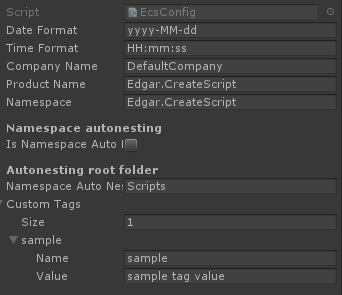 Script EcsConfig
Date Format yyyy-MM-dd
Time Format HH:mm:ss
Company Name DefaultCompany
Product Name Edgar.CreateScript
Namespace Edgar.CreateScript
Namespace autonesting
Is Namespace Auto
Autonesting root folder
Namespace Auto Nes Scripts
Custom Tags
Size 1
sample
Name sample
Value sample tag value